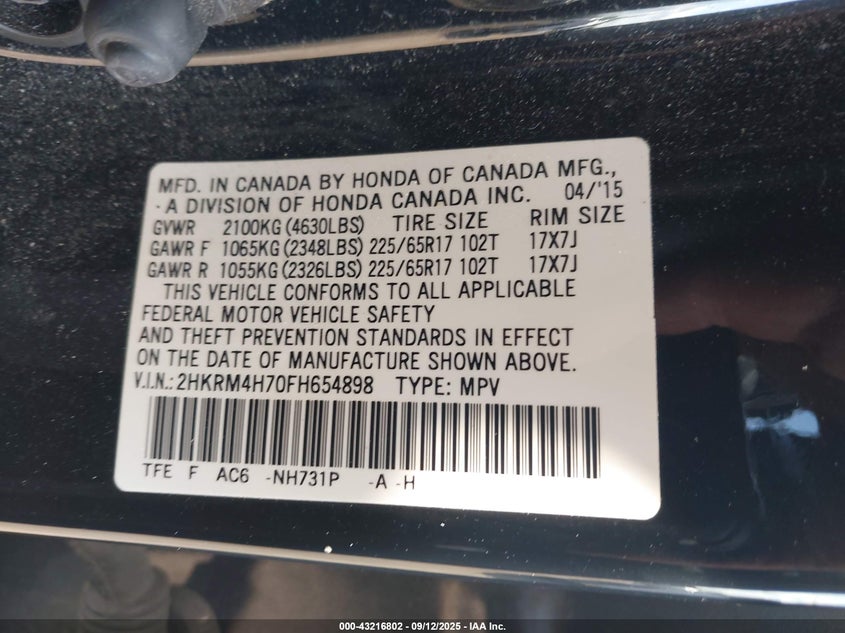 MFD. IN CANADA BY HONDA OF CANADA MFG.,
- A DIVISION OF HONDA CANADA INC. 04/'15
GVWR 2100KG (4630LBS) TIRE SIZE RIM SIZE
GAWR F 1065KG (2348LBS) 225/65R17 102T 17X7J
GAWR R 1055KG (2326LBS) 225/65R17 102T 17X7J
THIS VEHICLE CONFORMS TO ALL APPLICABLE
FEDERAL MOTOR VEHICLE SAFETY
AND THEFT PREVENTION STANDARDS IN EFFECT
ON THE DATE OF MANUFACTURE SHOWN ABOVE.
V.I.N.: 2HKRM4H70FH654898 TYPE: MPV
TFE F AC6 -NH731P -A -H
000-43216802 - 09/12/2025 - IAA Inc.